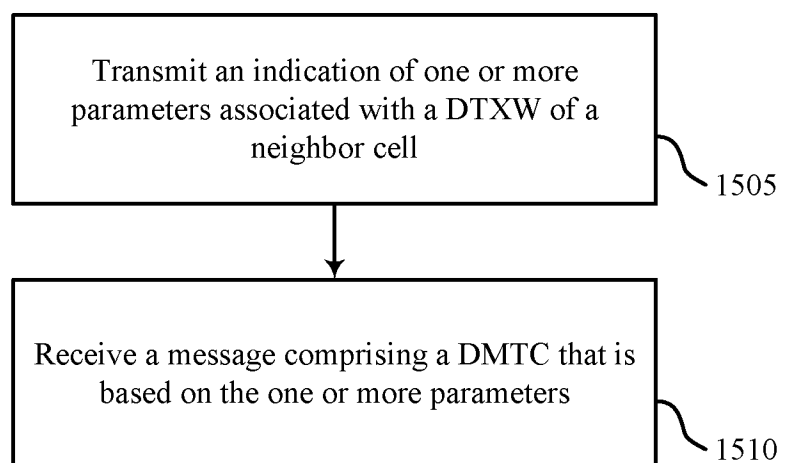 Transmit an indication of one or more
parameters associated with a DTXW of a
neighbor cell
1505
Receive a message comprising a DMTC that is
based on the one or more parameters
1510